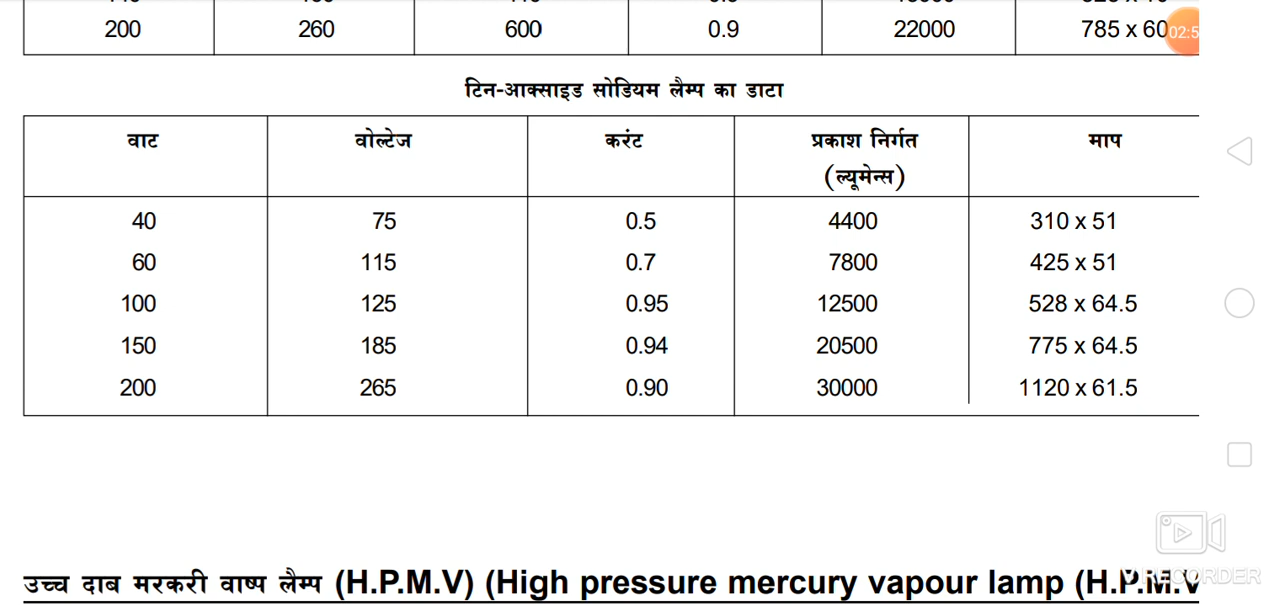 200 260 600 0.9 22000 785 x 60
02:5
टिन-आक्साइड सोडियम लैम्प का डाटा
वाट वोल्टेज करंट प्रकाश निर्गत (ल्यूमेन्स) माप
40 75 0.5 4400 310 x 51
60 115 0.7 7800 425 x 51
100 125 0.95 12500 528 x 64.5
150 185 0.94 20500 775 x 64.5
200 265 0.90 30000 1120 x 61.5
उच्च दाब मरकरी वाष्प लैम्प (H.P.M.V) (High pressure mercury vapour lamp (H.P.M.V
V RECORDER